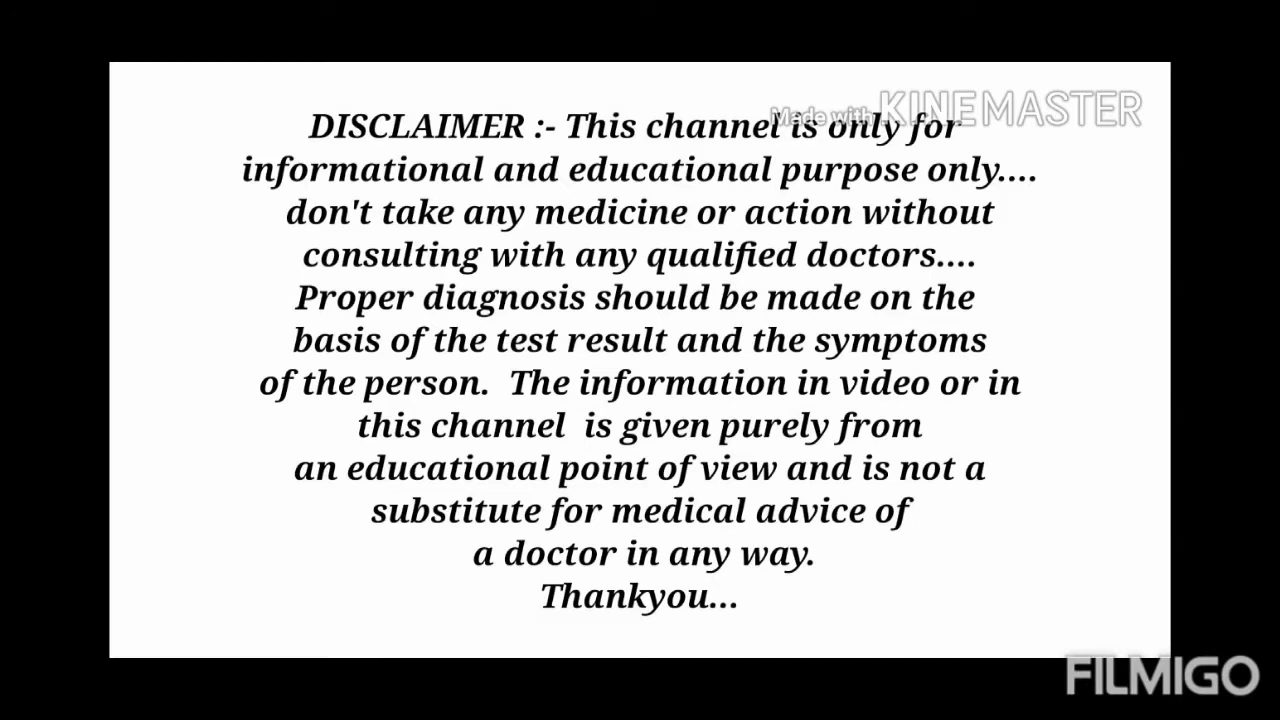 Made with KINEMASTER
DISCLAIMER :- This channel is only for
informational and educational purpose only....
don't take any medicine or action without
consulting with any qualified doctors....
Proper diagnosis should be made on the
basis of the test result and the symptoms
of the person.  The information in video or in
this channel  is given purely from
an educational point of view and is not a
substitute for medical advice of
a doctor in any way.
Thankyou...
FILMIGO